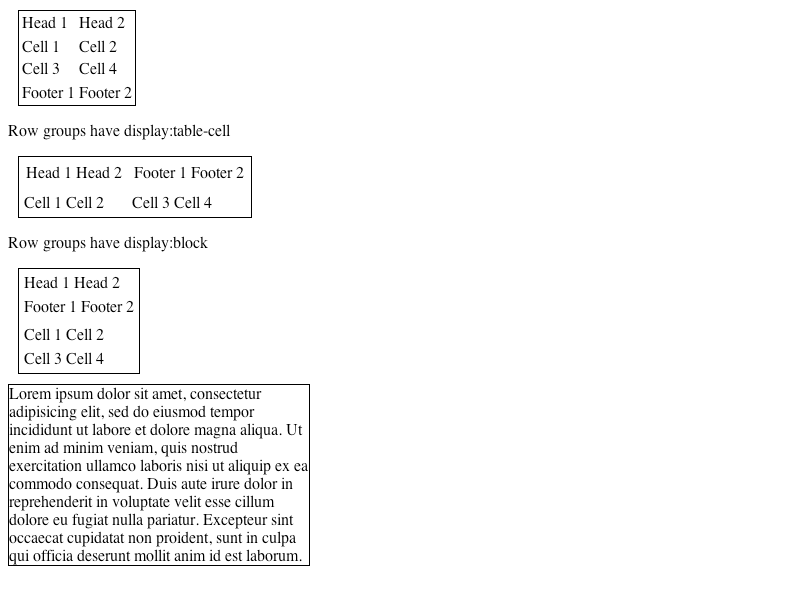 Head 1 Head 2
Cell 1 Cell 2
Cell 3 Cell 4
Footer 1 Footer 2
Row groups have display:table-cell
Head 1 Head 2 Footer 1 Footer 2
Cell 1 Cell 2 Cell 3 Cell 4
Row groups have display:block
Head 1 Head 2
Footer 1 Footer 2
Cell 1 Cell 2
Cell 3 Cell 4
Lorem ipsum dolor sit amet, consectetur
adipisicing elit, sed do eiusmod tempor
incididunt ut labore et dolore magna aliqua. Ut
enim ad minim veniam, quis nostrud
exercitation ullamco laboris nisi ut aliquip ex ea
commodo consequat. Duis aute irure dolor in
reprehenderit in voluptate velit esse cillum
dolore eu fugiat nulla pariatur. Excepteur sint
occaecat cupidatat non proident, sunt in culpa
qui officia deserunt mollit anim id est laborum.